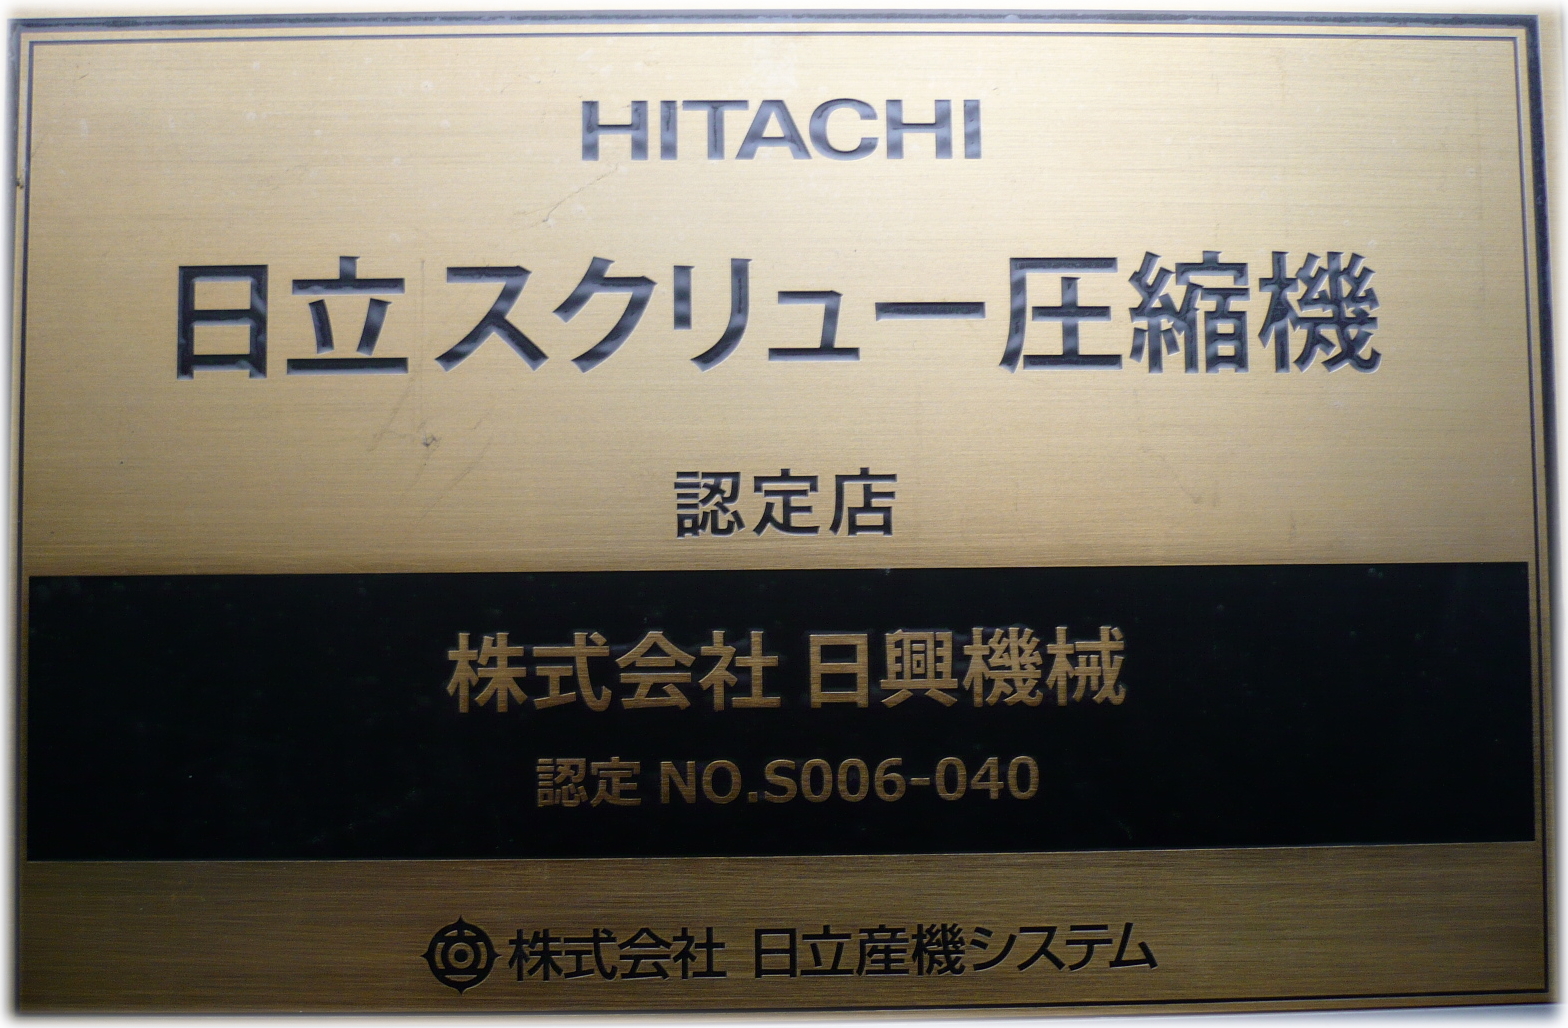 HITACHI
日立スクリュー圧縮機
認定店
株式会社 日興機械
認定 NO.S006-040
株式会社 日立産機システム